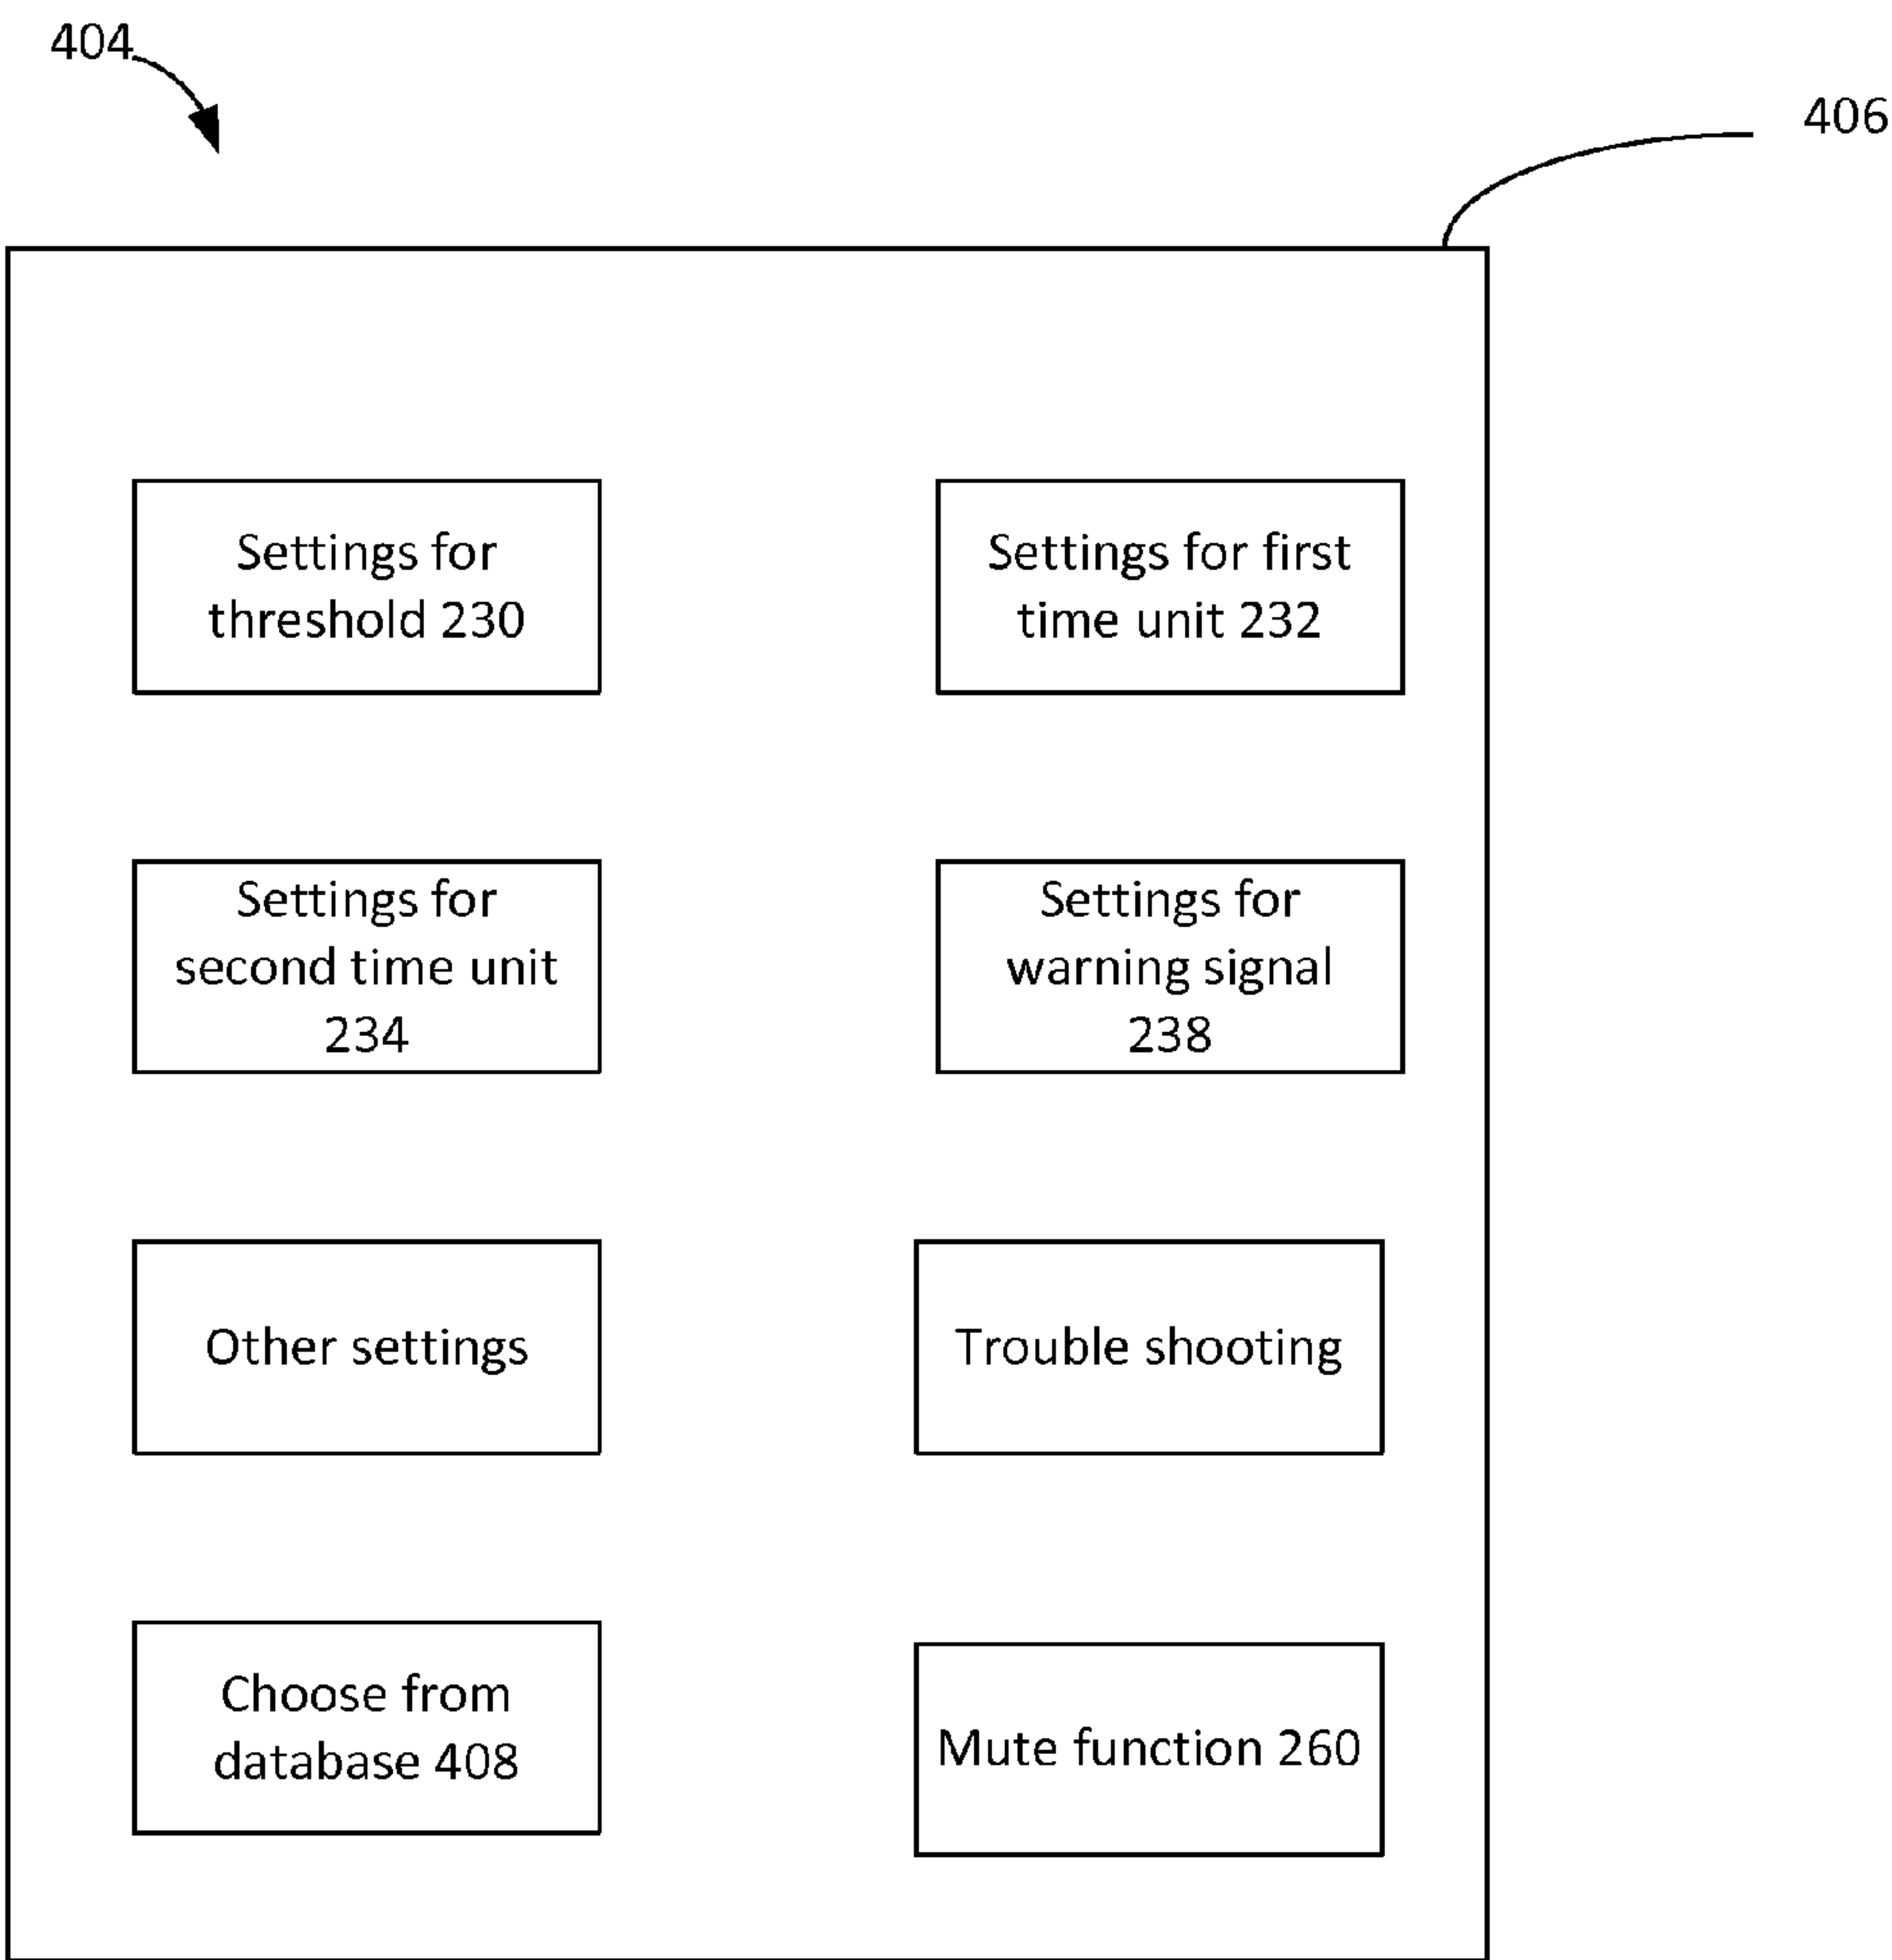 404
406
Settings for
threshold 230
Settings for first
time unit 232
Settings for
second time unit
234
Settings for
warning signal
238
Other settings
Trouble shooting
Choose from
database 408
Mute function 260